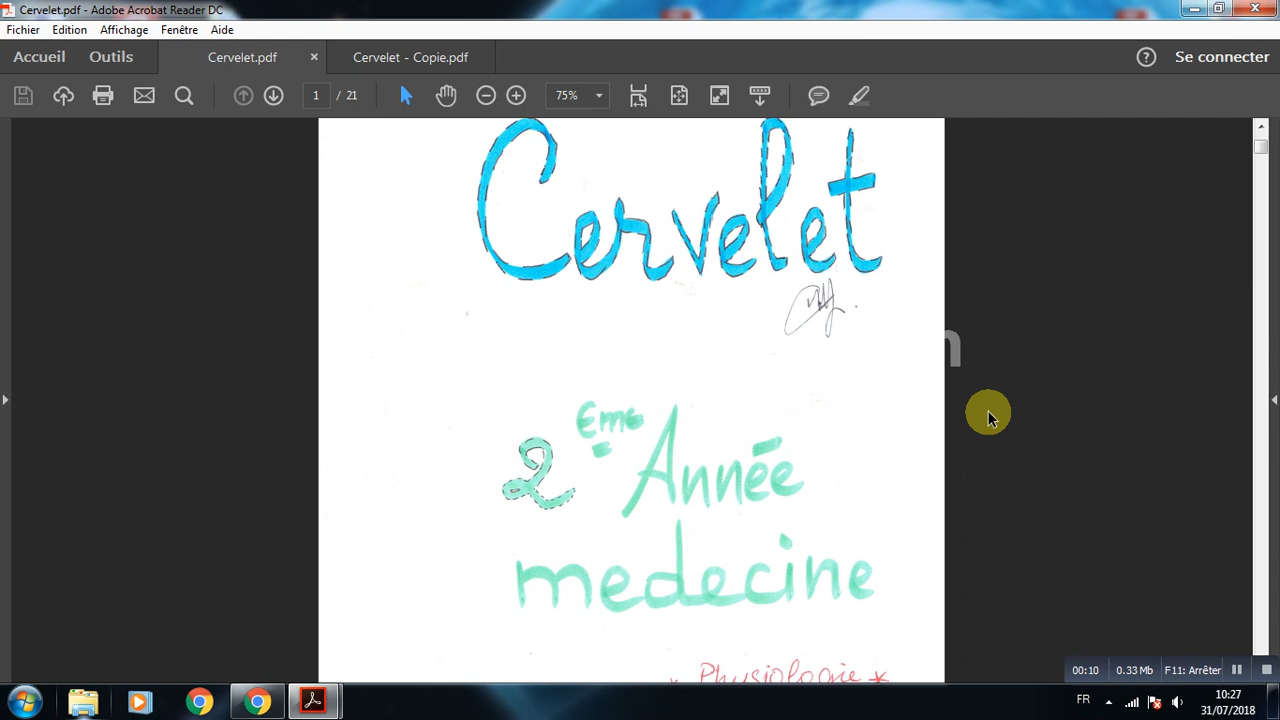 Cervelet.pdf - Adobe Acrobat Reader DC
Fichier Edition Affichage Fenêtre Aide
Accueil Outils Cervelet.pdf × Cervelet - Copie.pdf ? Se connecter
1 / 21 75%
Cervelet
n
2 Eme Année
medecine
* Physiologie *
00:10 0.33 Mb F11: Arrêter
FR 10:27
31/07/2018